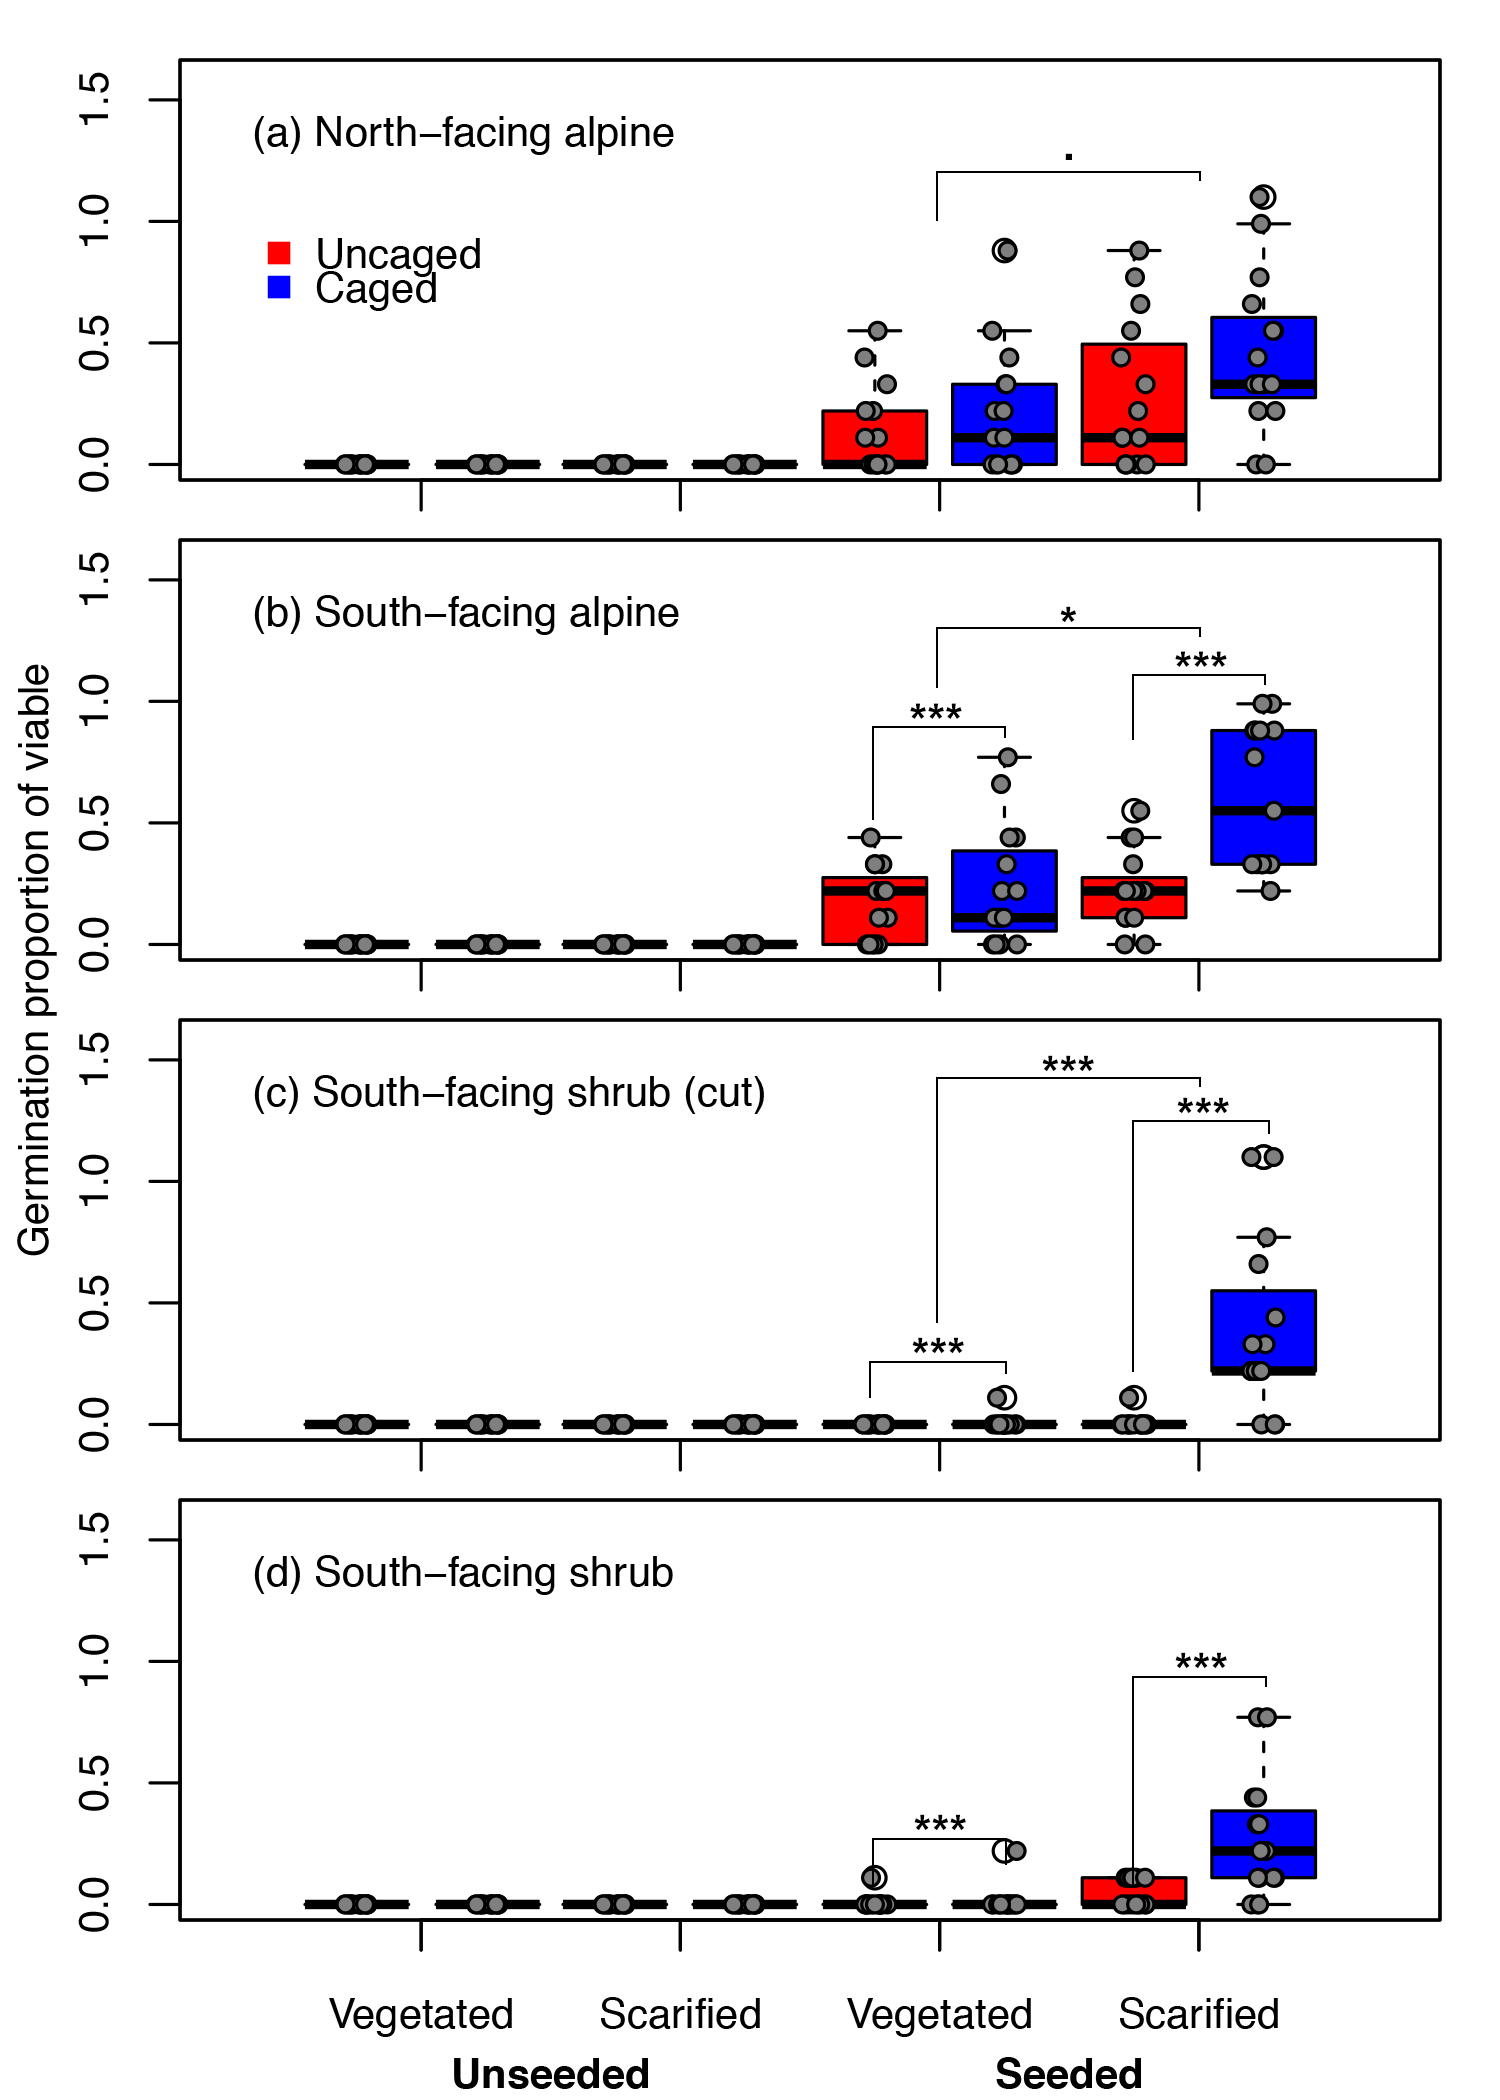 Germination proportion of viable
1.5
1.0
0.5
0.0
(a) North−facing alpine
Uncaged
Caged
.
1.5
1.0
0.5
0.0
(b) South−facing alpine
*
***
***
1.5
1.0
0.5
0.0
(c) South−facing shrub (cut)
***
***
***
1.5
1.0
0.5
0.0
(d) South−facing shrub
***
***
Vegetated Scarified Vegetated Scarified
Unseeded Seeded